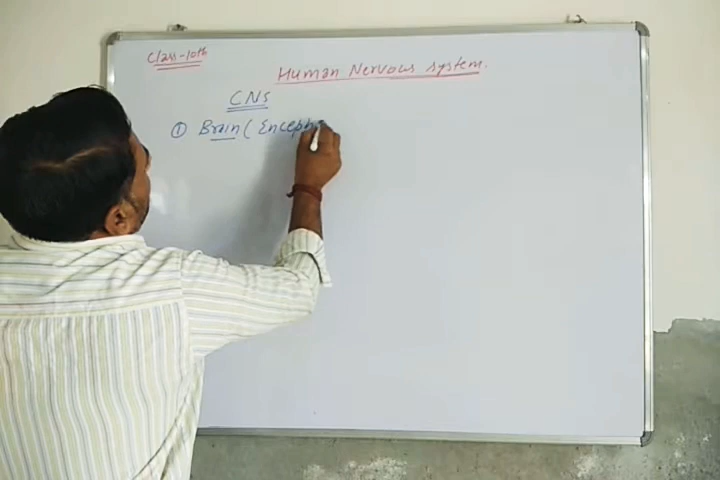 Class-10th
Human Nervous system.
CNS
① Brain ( Enceph